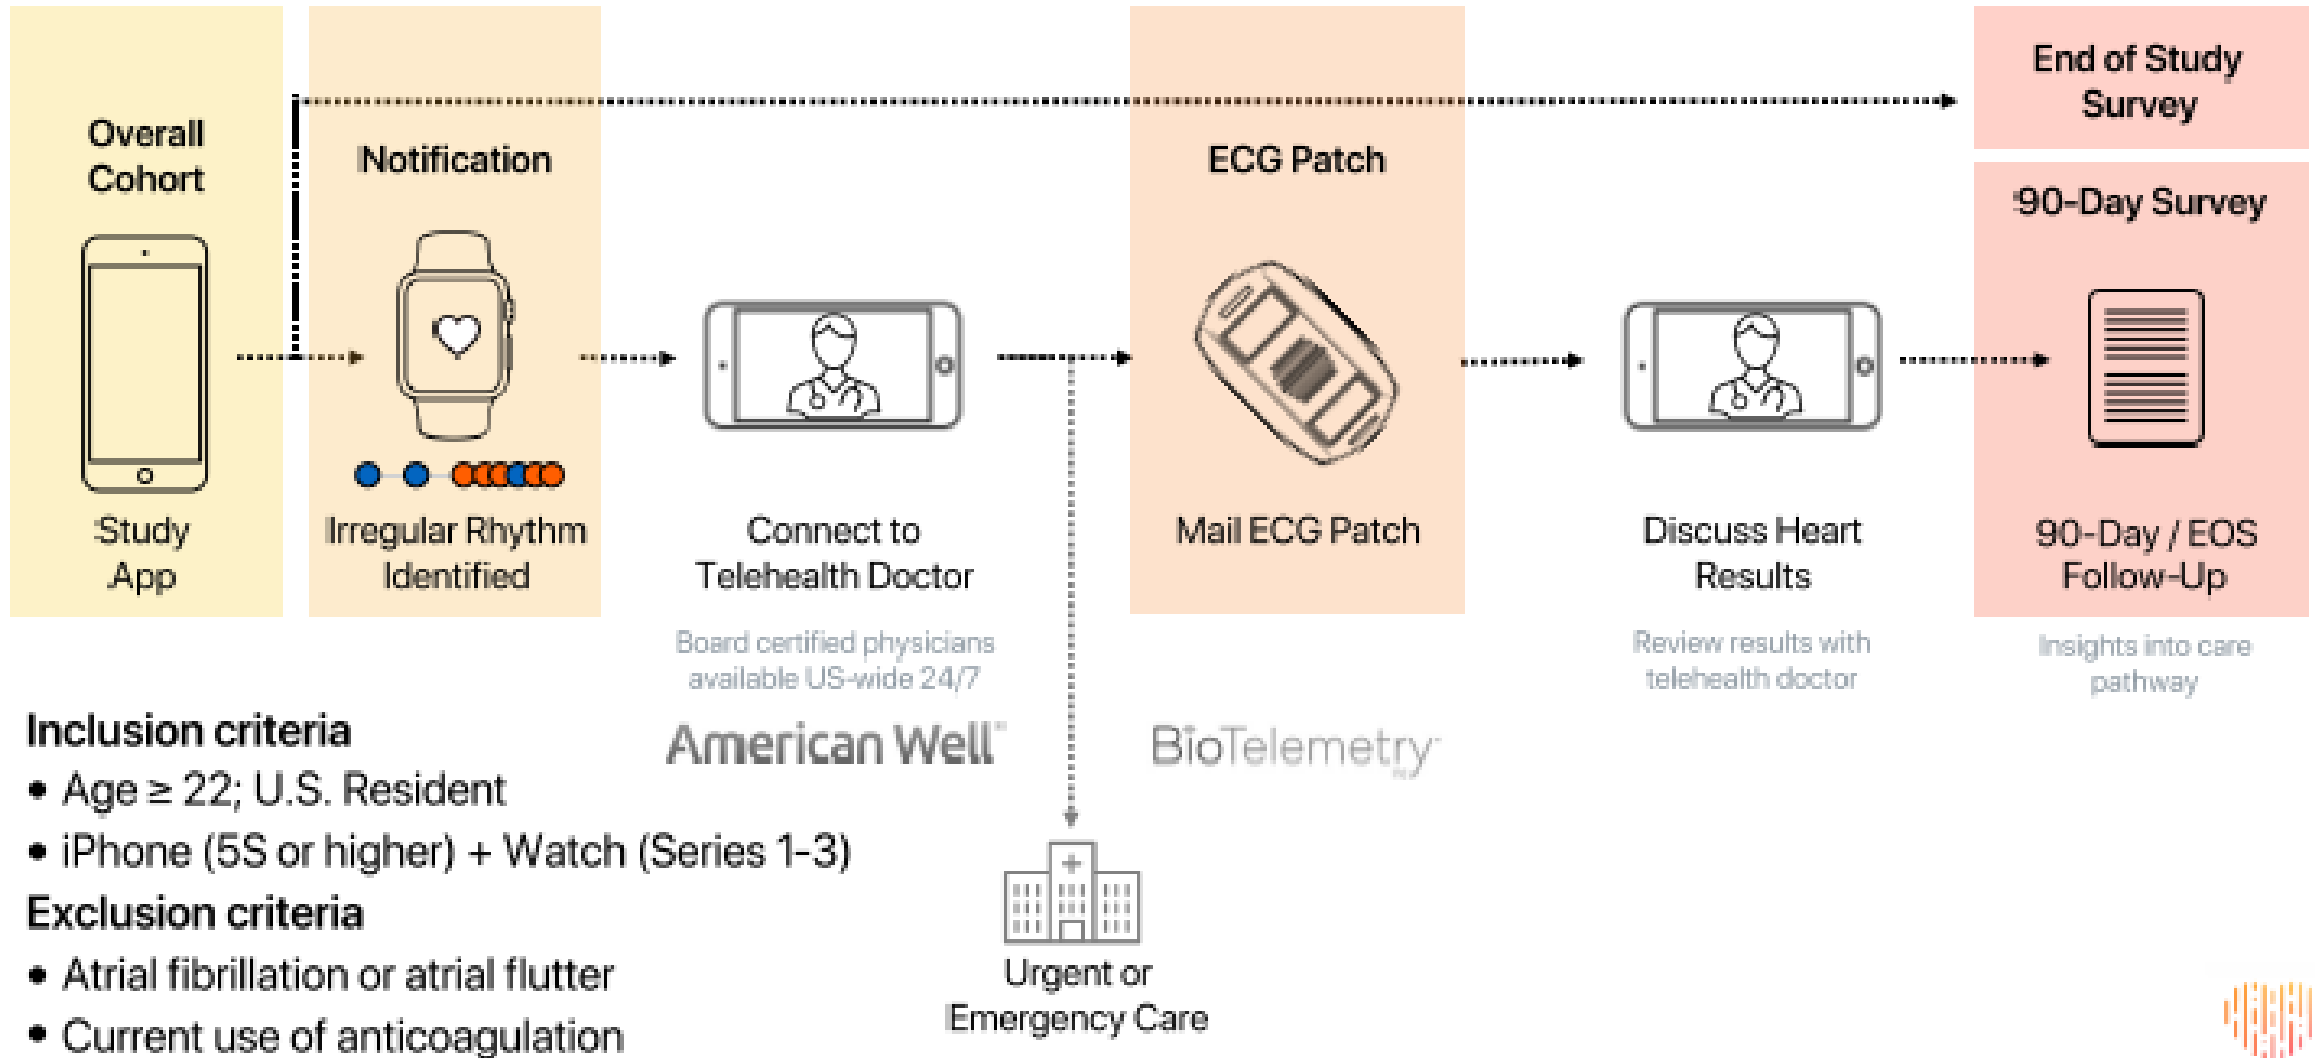 Overall
Cohort
Notification
ECG Patch
End of Study
Survey
90-Day Survey
Study
App
Irregular Rhythm
Identified
Connect to
Telehealth Doctor
Mail ECG Patch
Discuss Heart
Results
90-Day / EOS
Follow-Up
Board certified physicians
available US-wide 24/7
Review results with
telehealth doctor
Insights into care
pathway
American Well
BioTelemetry
Inclusion criteria
• Age ≥ 22; U.S. Resident
• iPhone (5S or higher) + Watch (Series 1-3)
Exclusion criteria
• Atrial fibrillation or atrial flutter
• Current use of anticoagulation
Urgent or
Emergency Care